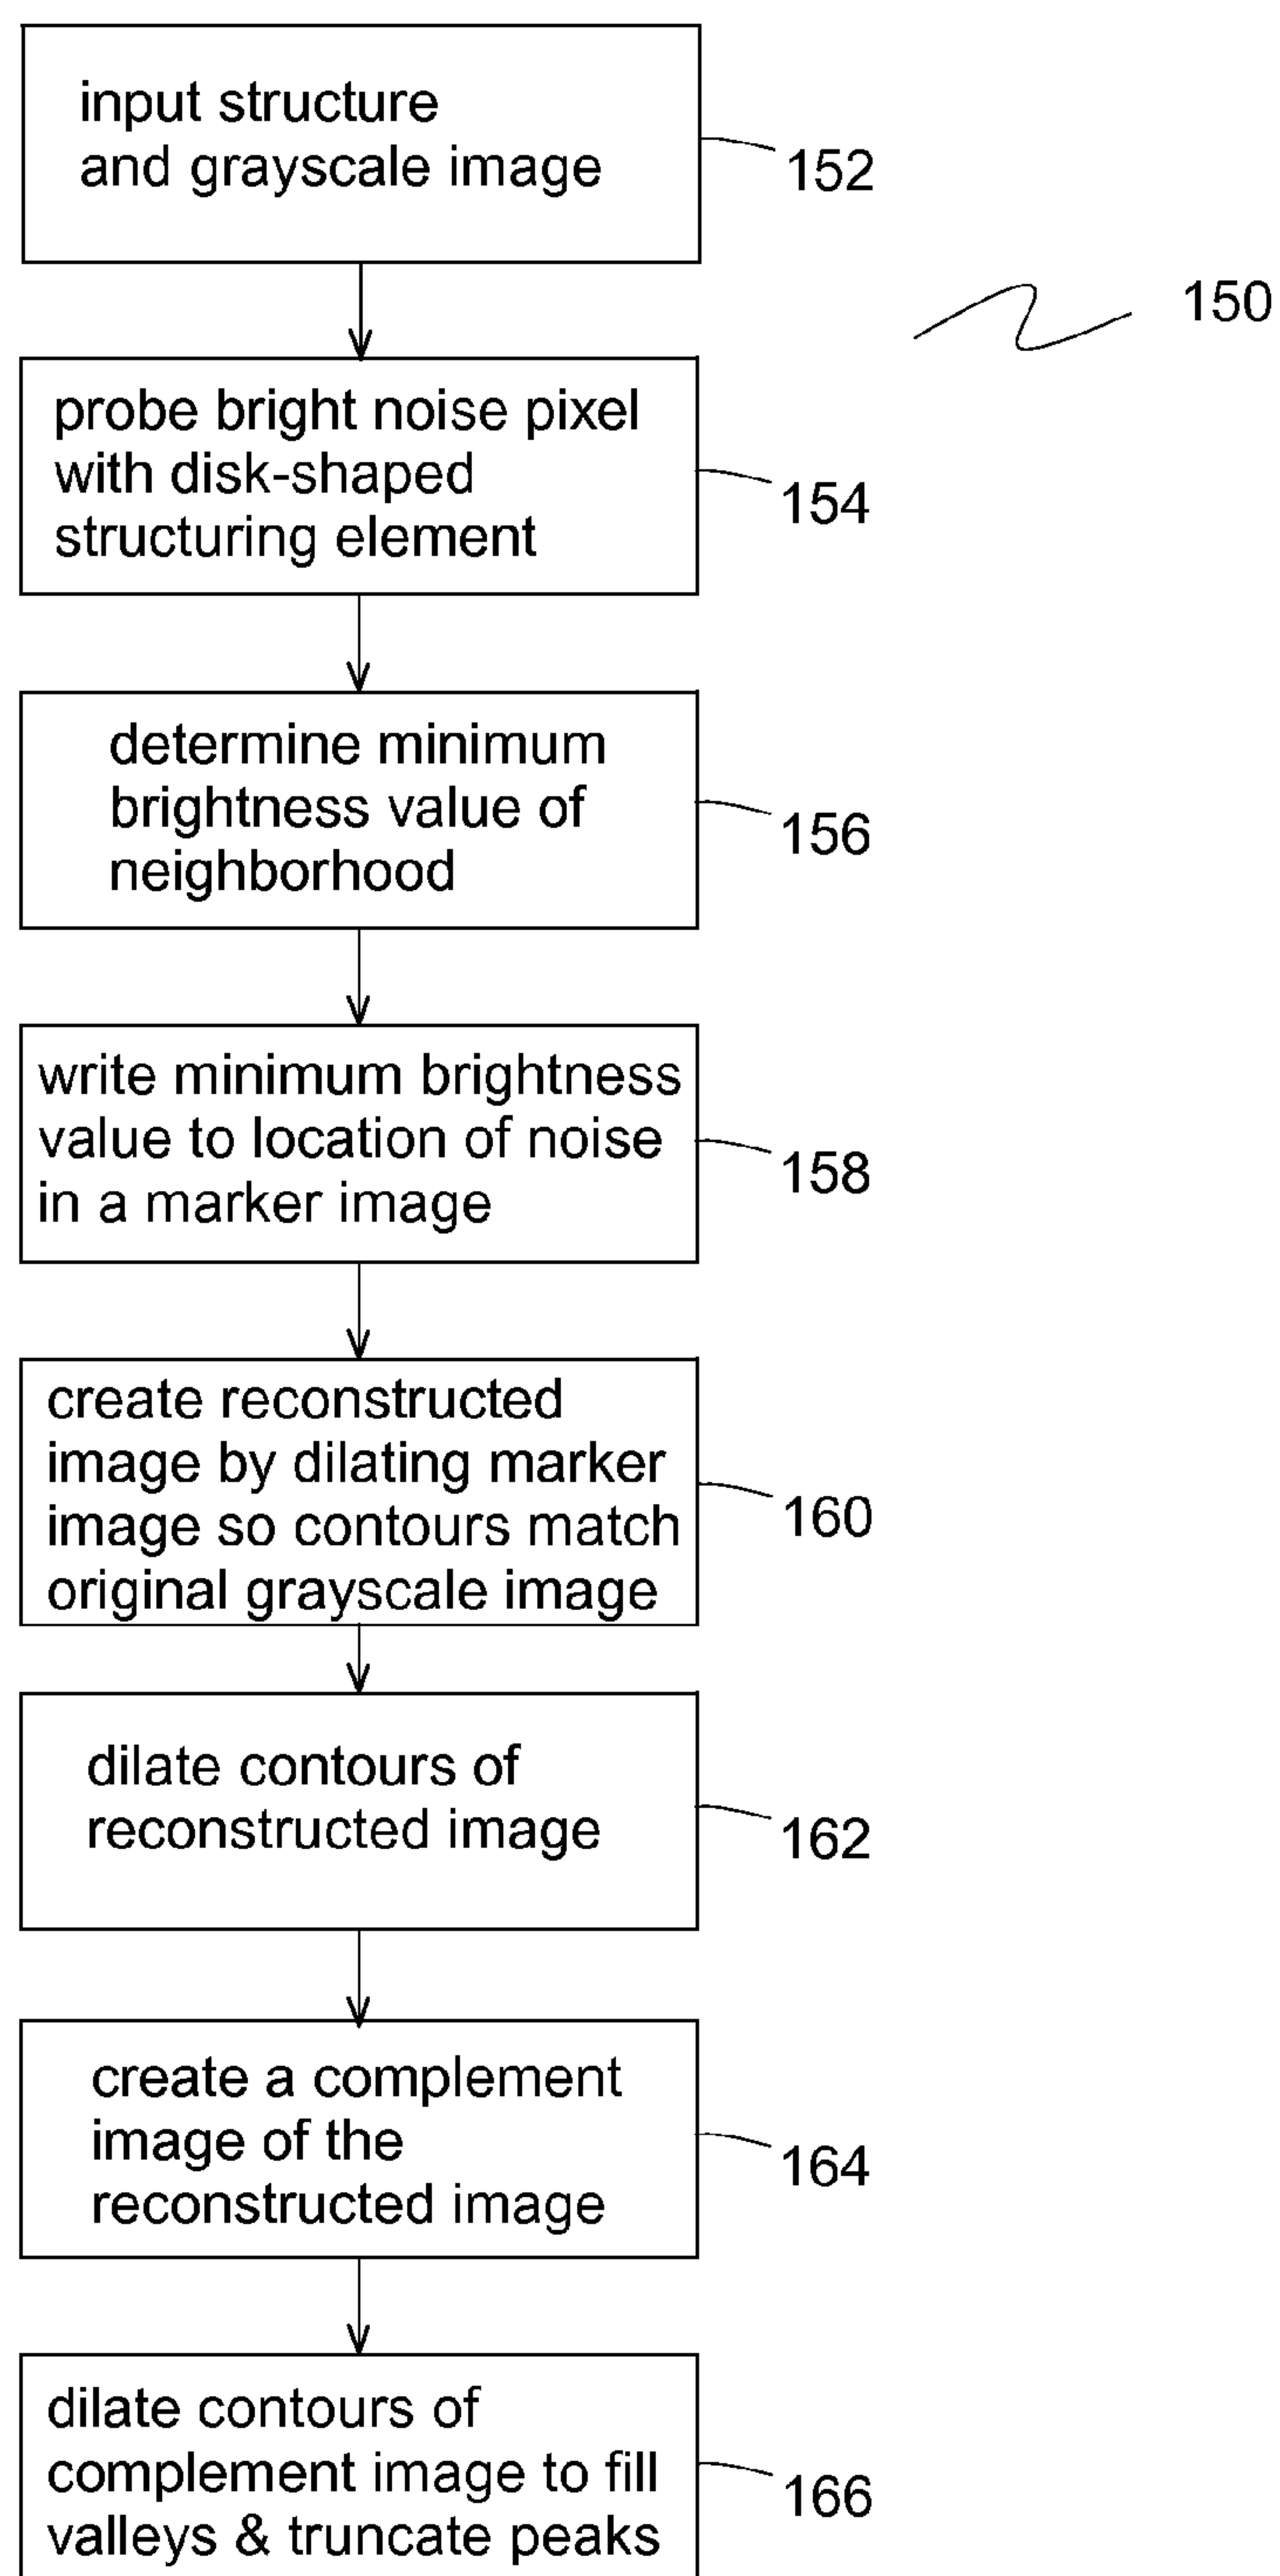 input structure
and grayscale image
152
150
probe bright noise pixel
with disk-shaped
structuring element
154
determine minimum
brightness value of
neighborhood
156
write minimum brightness
value to location of noise
in a marker image
158
create reconstructed
image by dilating marker
image so contours match
original grayscale image
160
dilate contours of
reconstructed image
162
create a complement
image of the
reconstructed image
164
dilate contours of
complement image to fill
valleys & truncate peaks
166